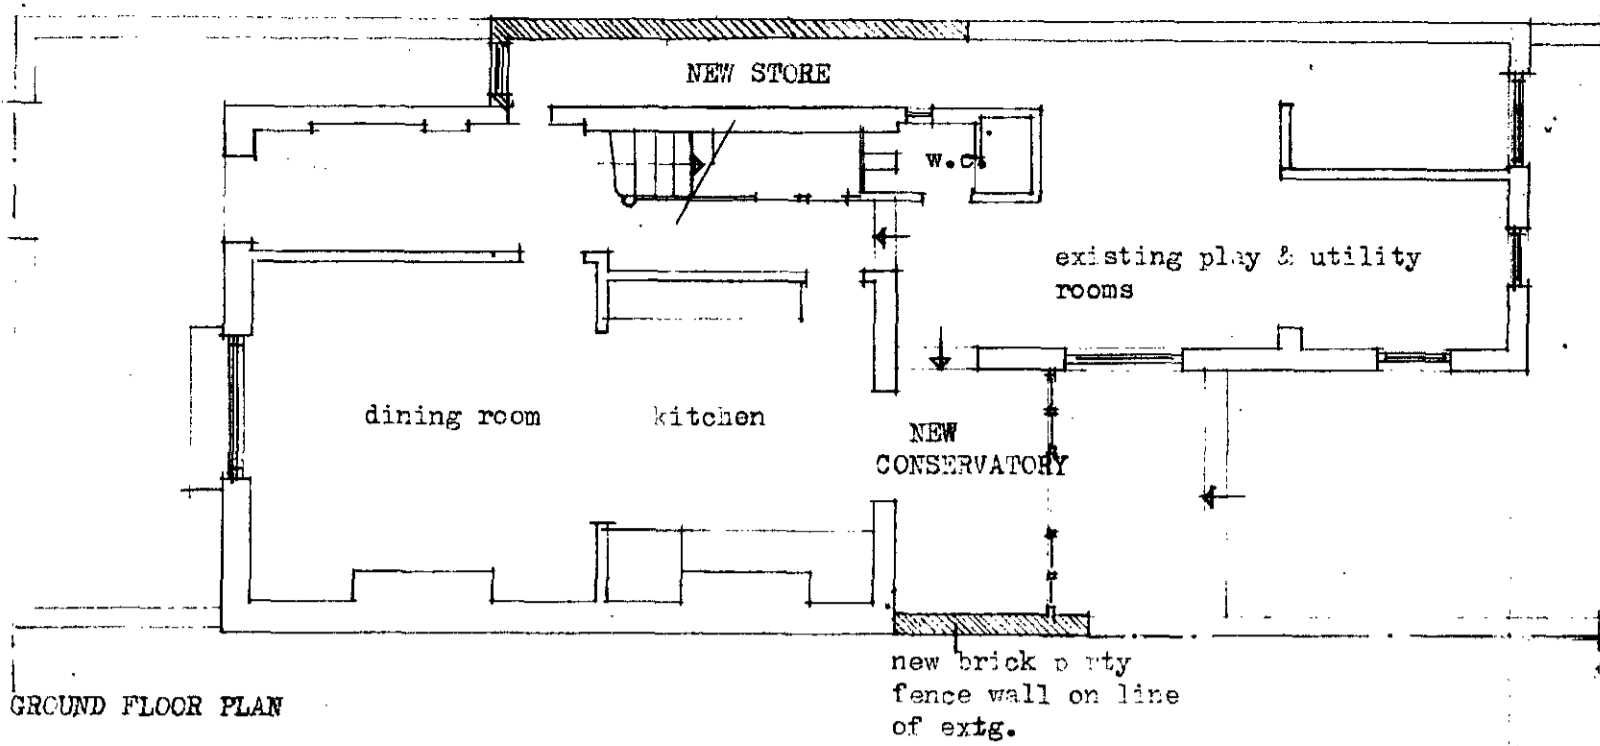 NEW STORE
w.c.
existing play & utility
rooms
dining room
kitchen
NEW
CONSERVATORY
new brick party
fence wall on line
of extg.
GROUND FLOOR PLAN